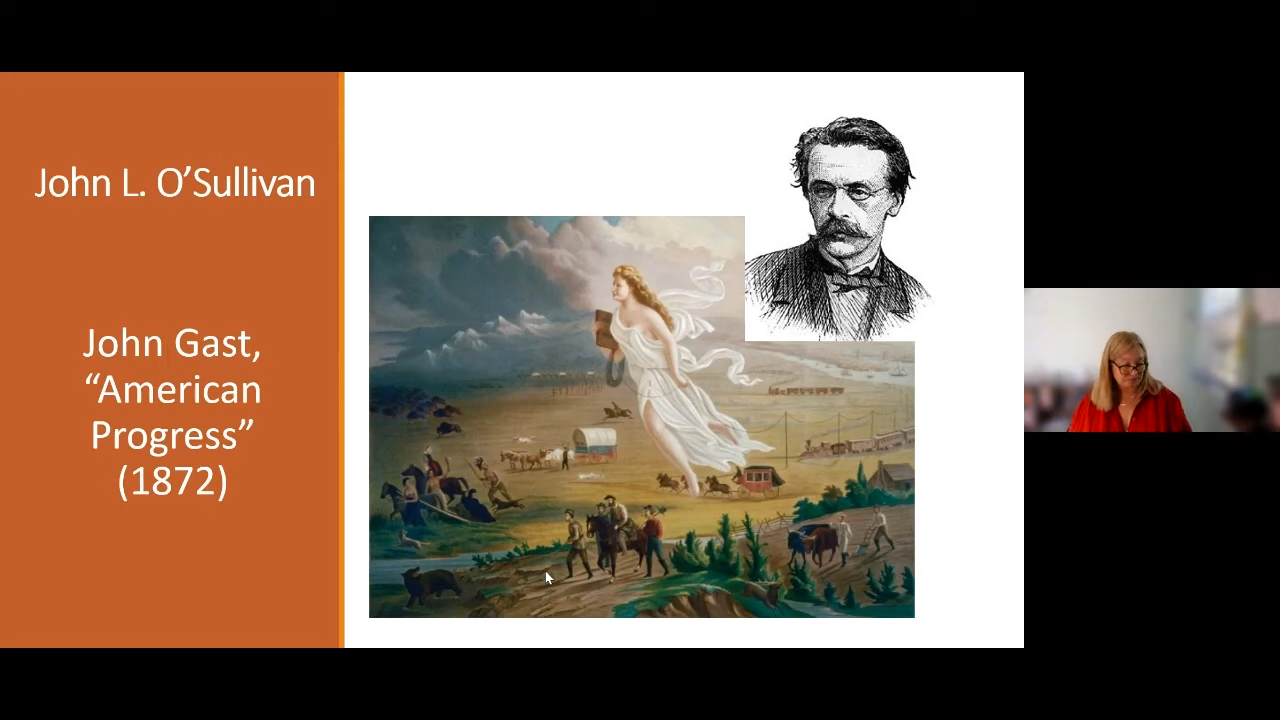 John L. O’Sullivan
John Gast,
“American
Progress”
(1872)